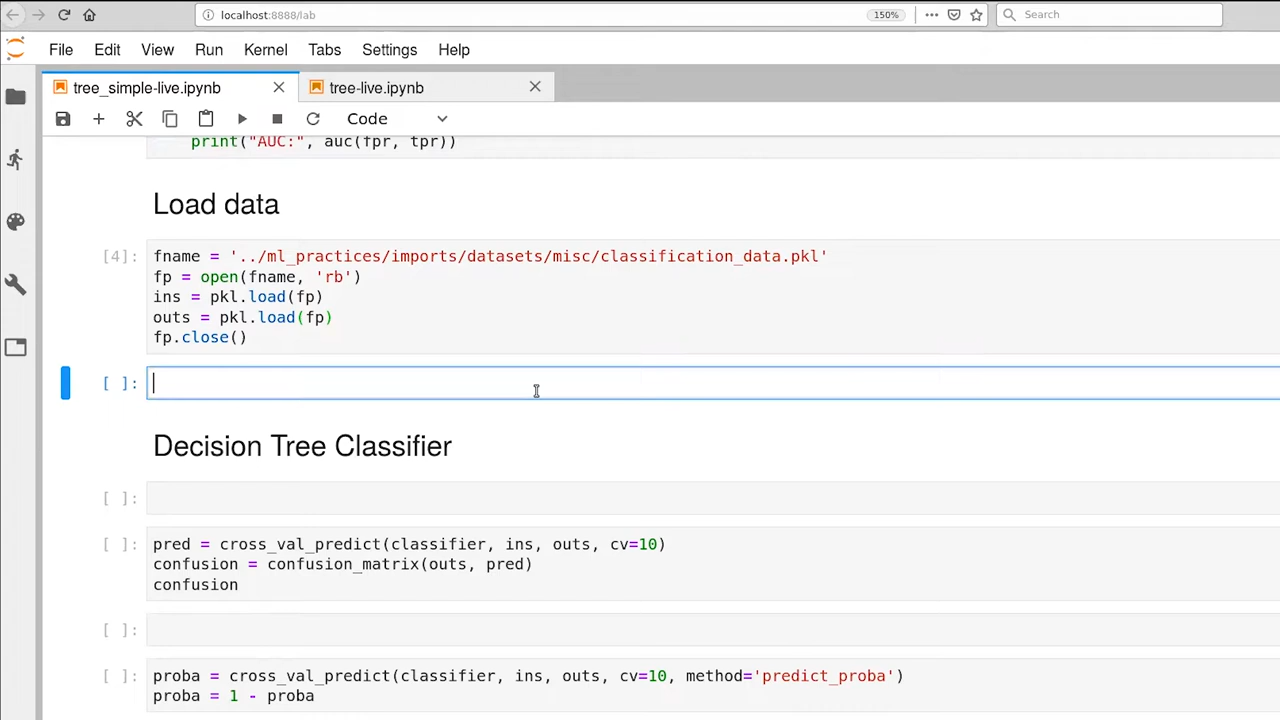 localhost:8888/lab
150%
Search
File Edit View Run Kernel Tabs Settings Help
tree_simple-live.ipynb
tree-live.ipynb
Code
print("AUC:", auc(fpr, tpr))
Load data
[4]:
fname = '../ml_practices/imports/datasets/misc/classification_data.pkl'
fp = open(fname, 'rb')
ins = pkl.load(fp)
outs = pkl.load(fp)
fp.close()
[ ]:
Decision Tree Classifier
[ ]:
[ ]:
pred = cross_val_predict(classifier, ins, outs, cv=10)
confusion = confusion_matrix(outs, pred)
confusion
[ ]:
[ ]:
proba = cross_val_predict(classifier, ins, outs, cv=10, method='predict_proba')
proba = 1 - proba